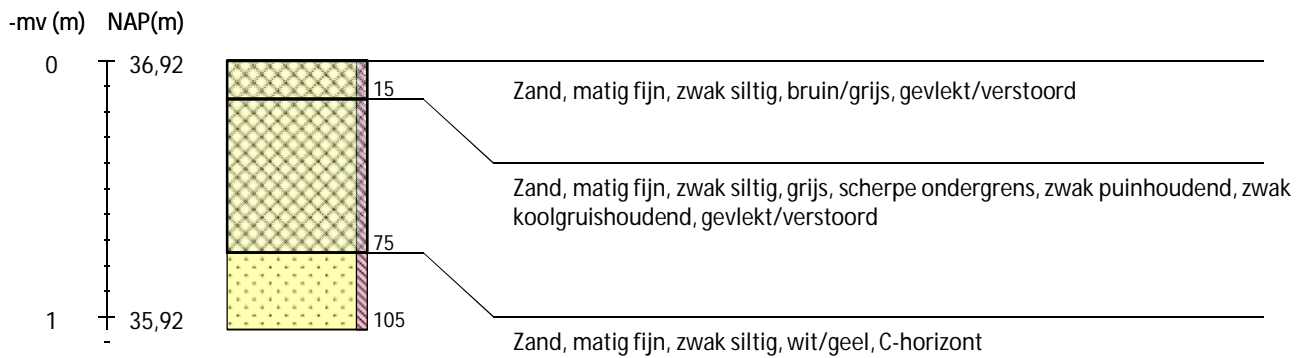 -mv (m) NAP(m)
0 36,92
15
Zand, matig fijn, zwak siltig, bruin/grijs, gevlekt/verstoord
Zand, matig fijn, zwak siltig, grijs, scherpe ondergrens, zwak puinhoudend, zwak
koolgruishoudend, gevlekt/verstoord
75
1 35,92
105
Zand, matig fijn, zwak siltig, wit/geel, C-horizont